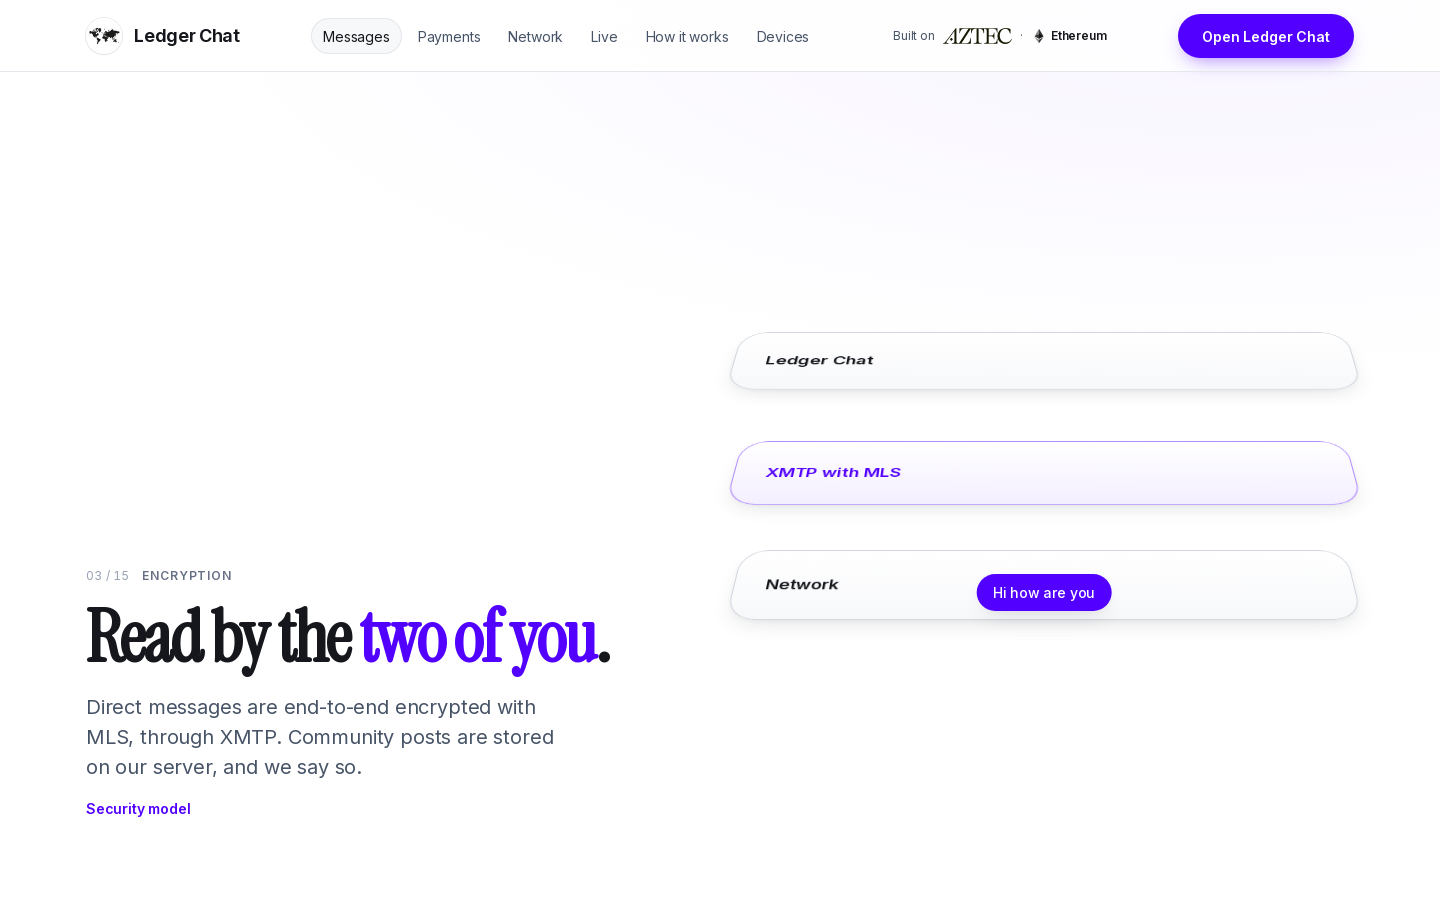 Ledger Chat
Messages
Payments
Network
Live
How it works
Devices
Built on AZTEC · Ethereum
Open Ledger Chat
Ledger Chat
XMTP with MLS
Network
Hi how are you
03 / 15 ENCRYPTION
Read by the two of you.
Direct messages are end-to-end encrypted with
MLS, through XMTP. Community posts are stored
on our server, and we say so.
Security model